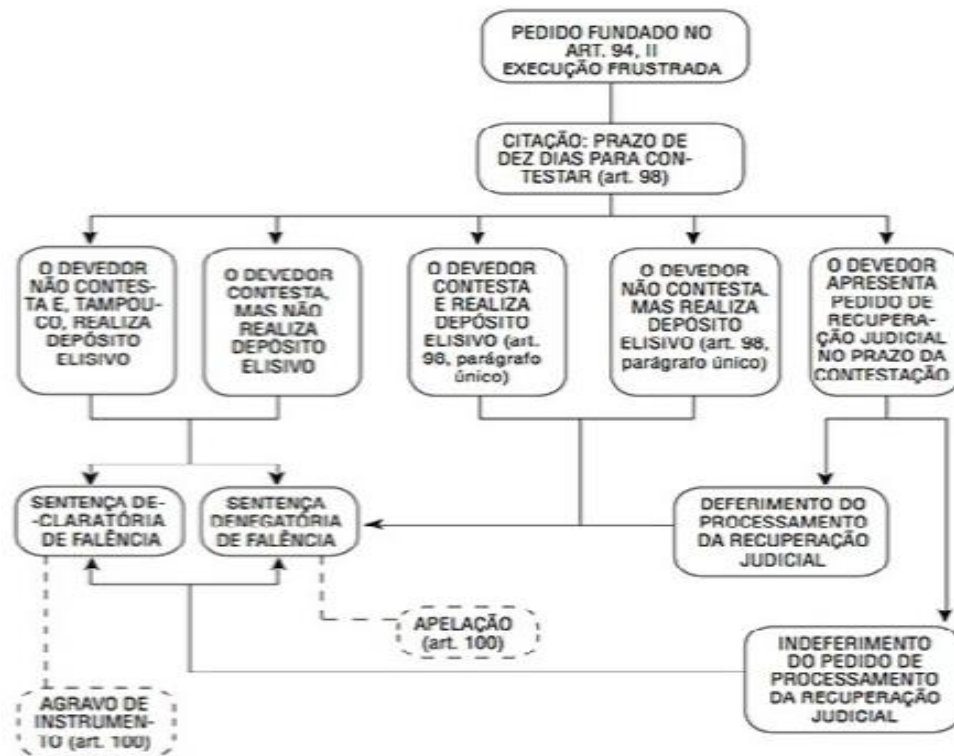 PEDIDO FUNDADO NO
ART. 94, II
EXECUÇÃO FRUSTRADA
CITAÇÃO: PRAZO DE
DEZ DIAS PARA CON-
TESTAR (art. 98)
O DEVEDOR
NÃO CONTES-
TA E, TAMPOU-
CO, REALIZA
DEPÓSITO
ELISIVO
O DEVEDOR
CONTESTA,
MAS NÃO
REALIZA
DEPÓSITO
ELISIVO
O DEVEDOR
CONTESTA
E REALIZA
DEPÓSITO
ELISIVO (art.
98, parágrafo
único)
O DEVEDOR
NÃO CONTESTA,
MAS REALIZA
DEPÓSITO
ELISIVO (art. 98,
parágrafo único)
O DEVEDOR
APRESENTA
PEDIDO DE
RECUPERA-
ÇÃO JUDICIAL
NO PRAZO DA
CONTESTAÇÃO
SENTENÇA DE-
-CLARATÓRIA
DE FALÊNCIA
SENTENÇA
DENEGATÓRIA
DE FALÊNCIA
DEFERIMENTO DO
PROCESSAMENTO
DA RECUPERAÇÃO
JUDICIAL
APELAÇÃO
(art. 100)
INDEFERIMENTO
DO PEDIDO DE
PROCESSAMENTO
DA RECUPERAÇÃO
JUDICIAL
AGRAVO DE
INSTRUMEN-
TO (art. 100)